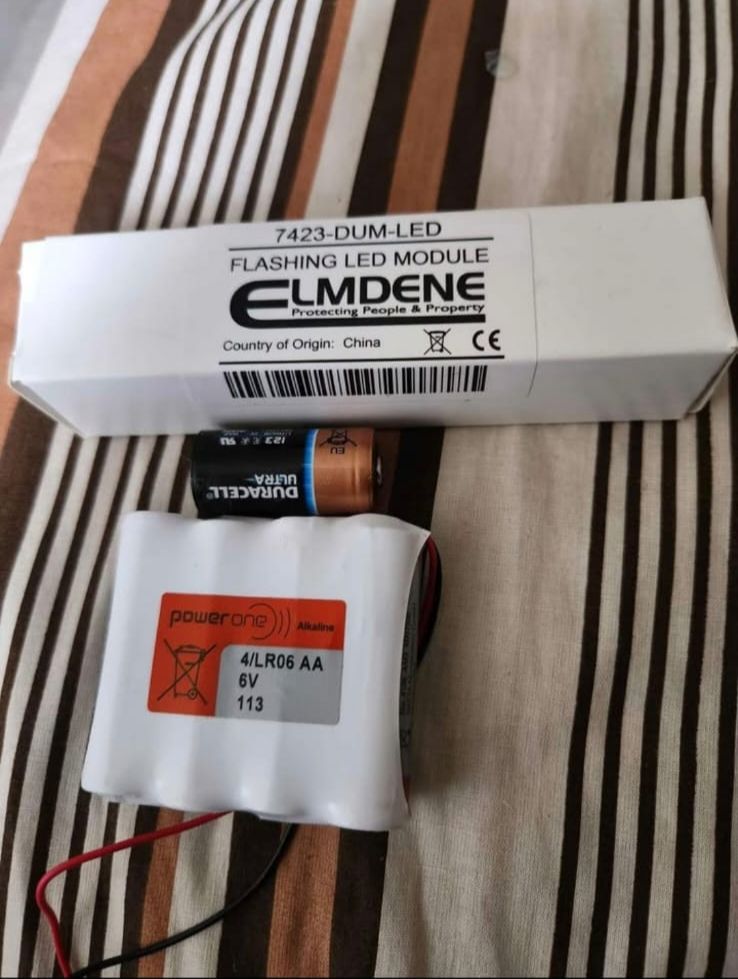 7423-DUM-LED
FLASHING LED MODULE
ELMDENE
Protecting People & Property
Country of Origin: China
CE
123
EU
DURACELL®
ULTRA
powerone
Alkaline
4/LR06 AA
6V
113